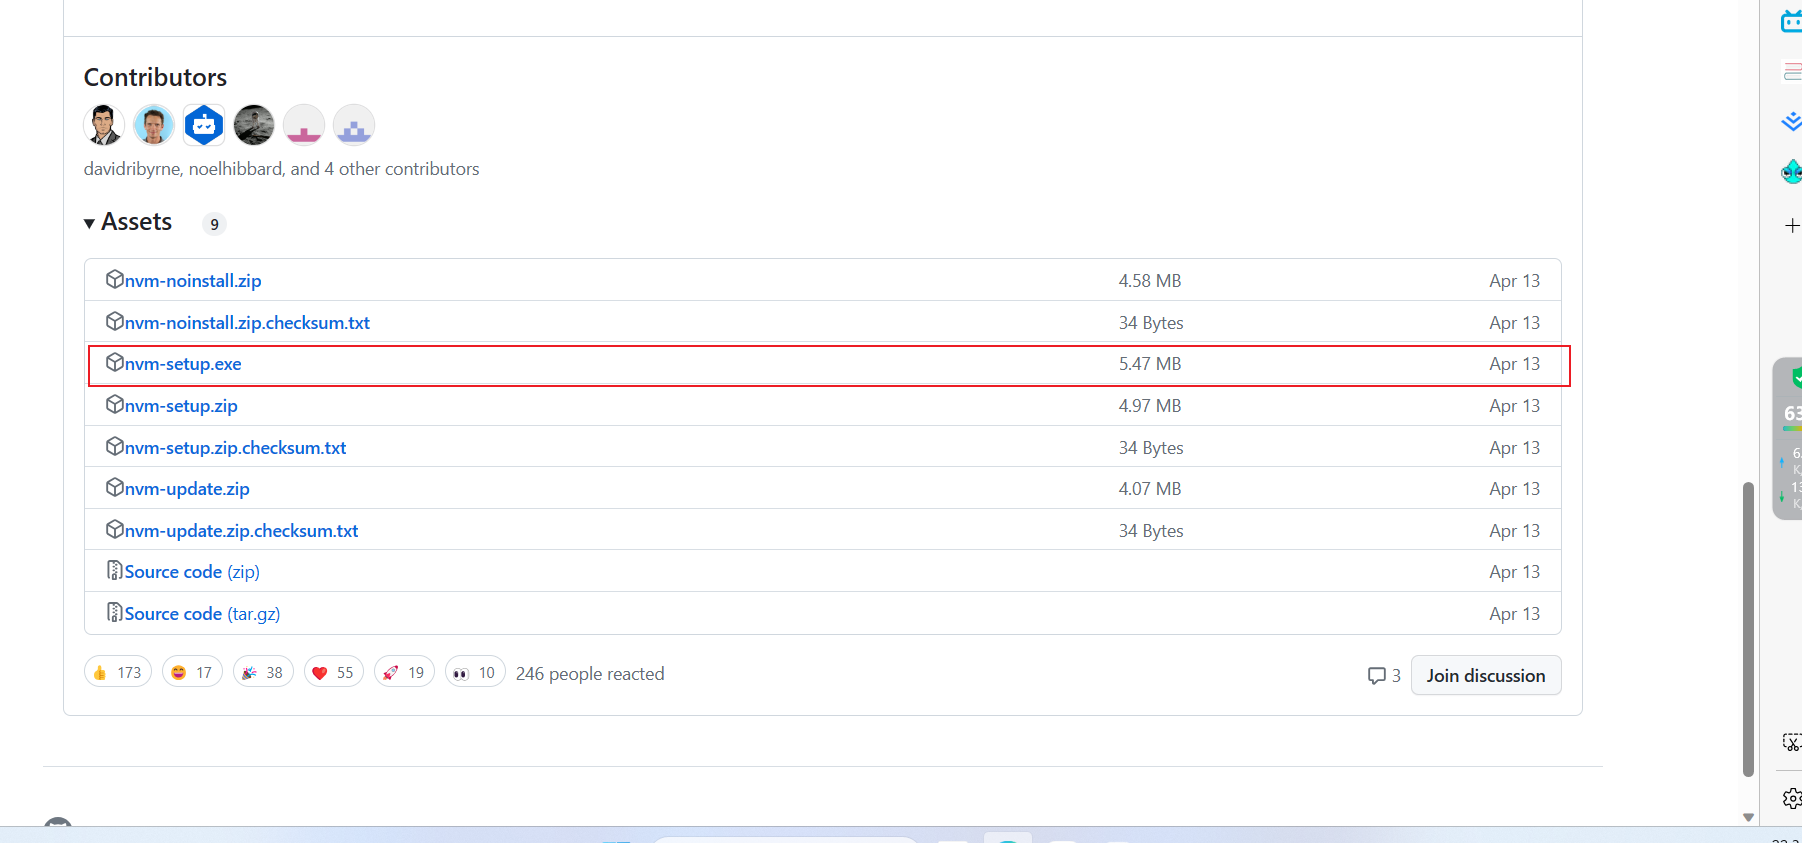 Contributors
davidribyrne, noelhibbard, and 4 other contributors
Assets 9
nvm-noinstall.zip 4.58 MB Apr 13
nvm-noinstall.zip.checksum.txt 34 Bytes Apr 13
nvm-setup.exe 5.47 MB Apr 13
nvm-setup.zip 4.97 MB Apr 13
nvm-setup.zip.checksum.txt 34 Bytes Apr 13
nvm-update.zip 4.07 MB Apr 13
nvm-update.zip.checksum.txt 34 Bytes Apr 13
Source code (zip) Apr 13
Source code (tar.gz) Apr 13
173 17 38 55 19 10 246 people reacted 3 Join discussion